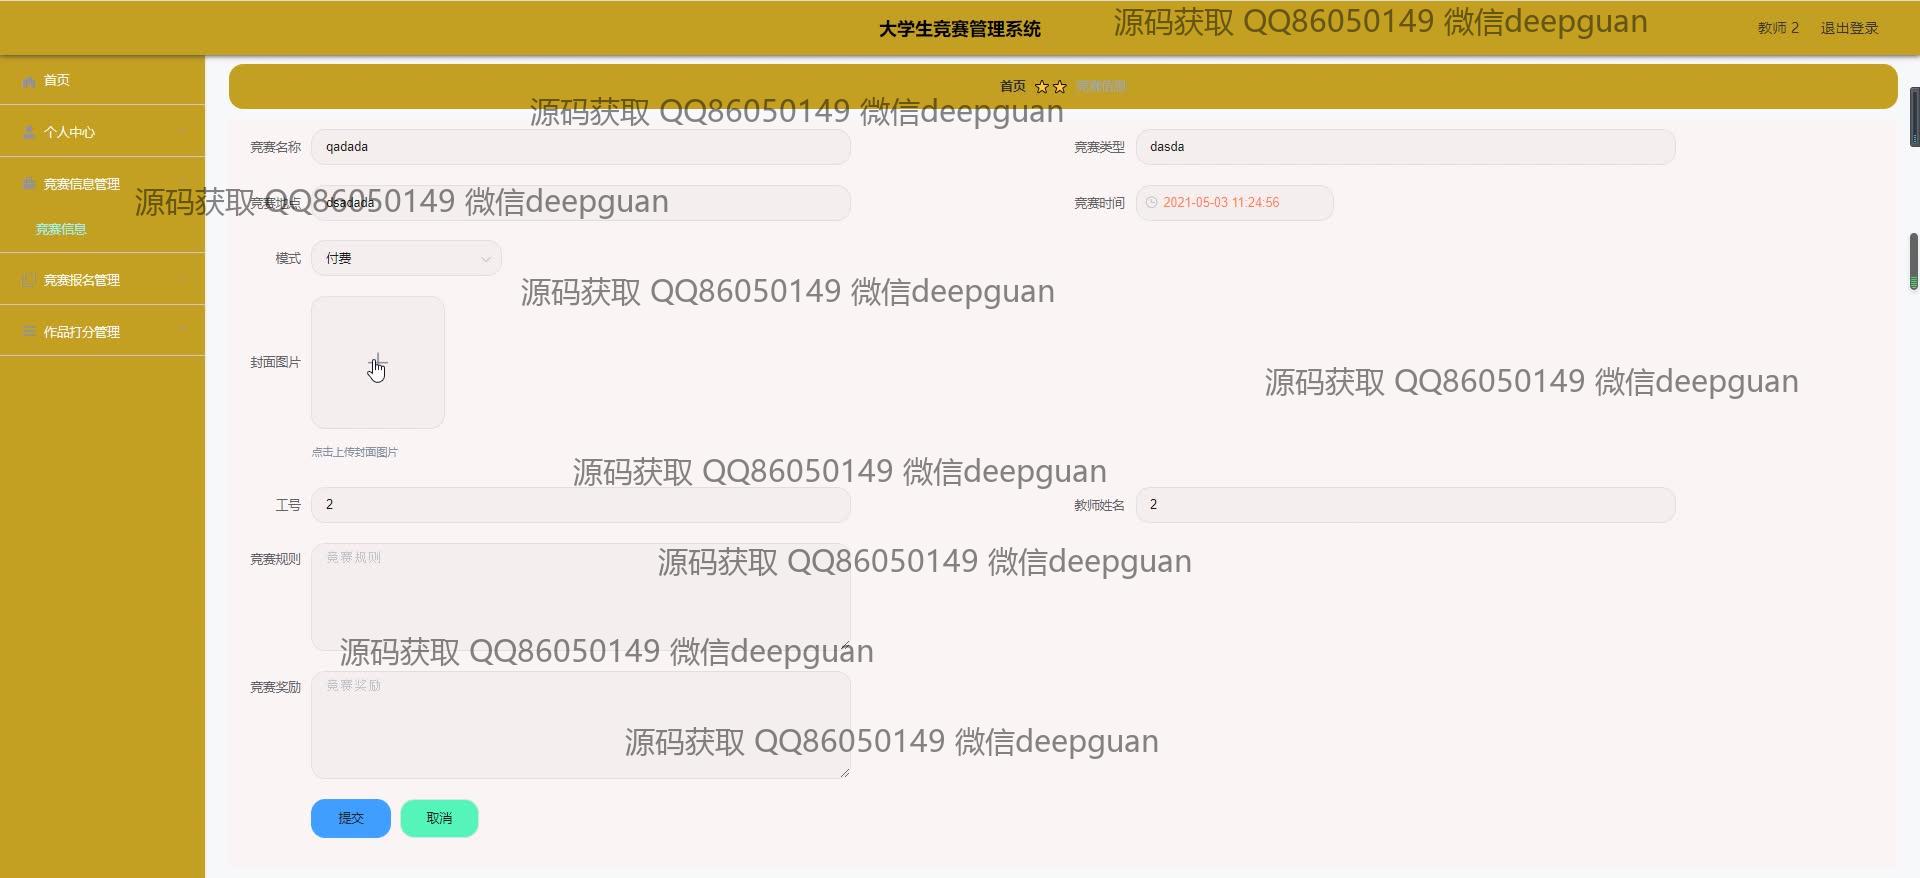 大学生竞赛管理系统
源码获取 QQ86050149 微信deepguan
教师 2 退出登录
首页
个人中心
竞赛信息管理
竞赛信息
竞赛报名管理
作品打分管理
首页 竞赛信息
源码获取 QQ86050149 微信deepguan
竞赛名称 qadada
竞赛类型 dasda
源码获取 QQ86050149 微信deepguan
竞赛地点 dsadada
竞赛时间 2021-05-03 11:24:56
模式 付费
源码获取 QQ86050149 微信deepguan
封面图片
源码获取 QQ86050149 微信deepguan
点击上传封面图片
源码获取 QQ86050149 微信deepguan
工号 2
教师姓名 2
竞赛规则 竞赛规则
源码获取 QQ86050149 微信deepguan
源码获取 QQ86050149 微信deepguan
竞赛奖励 竞赛奖励
源码获取 QQ86050149 微信deepguan
提交 取消